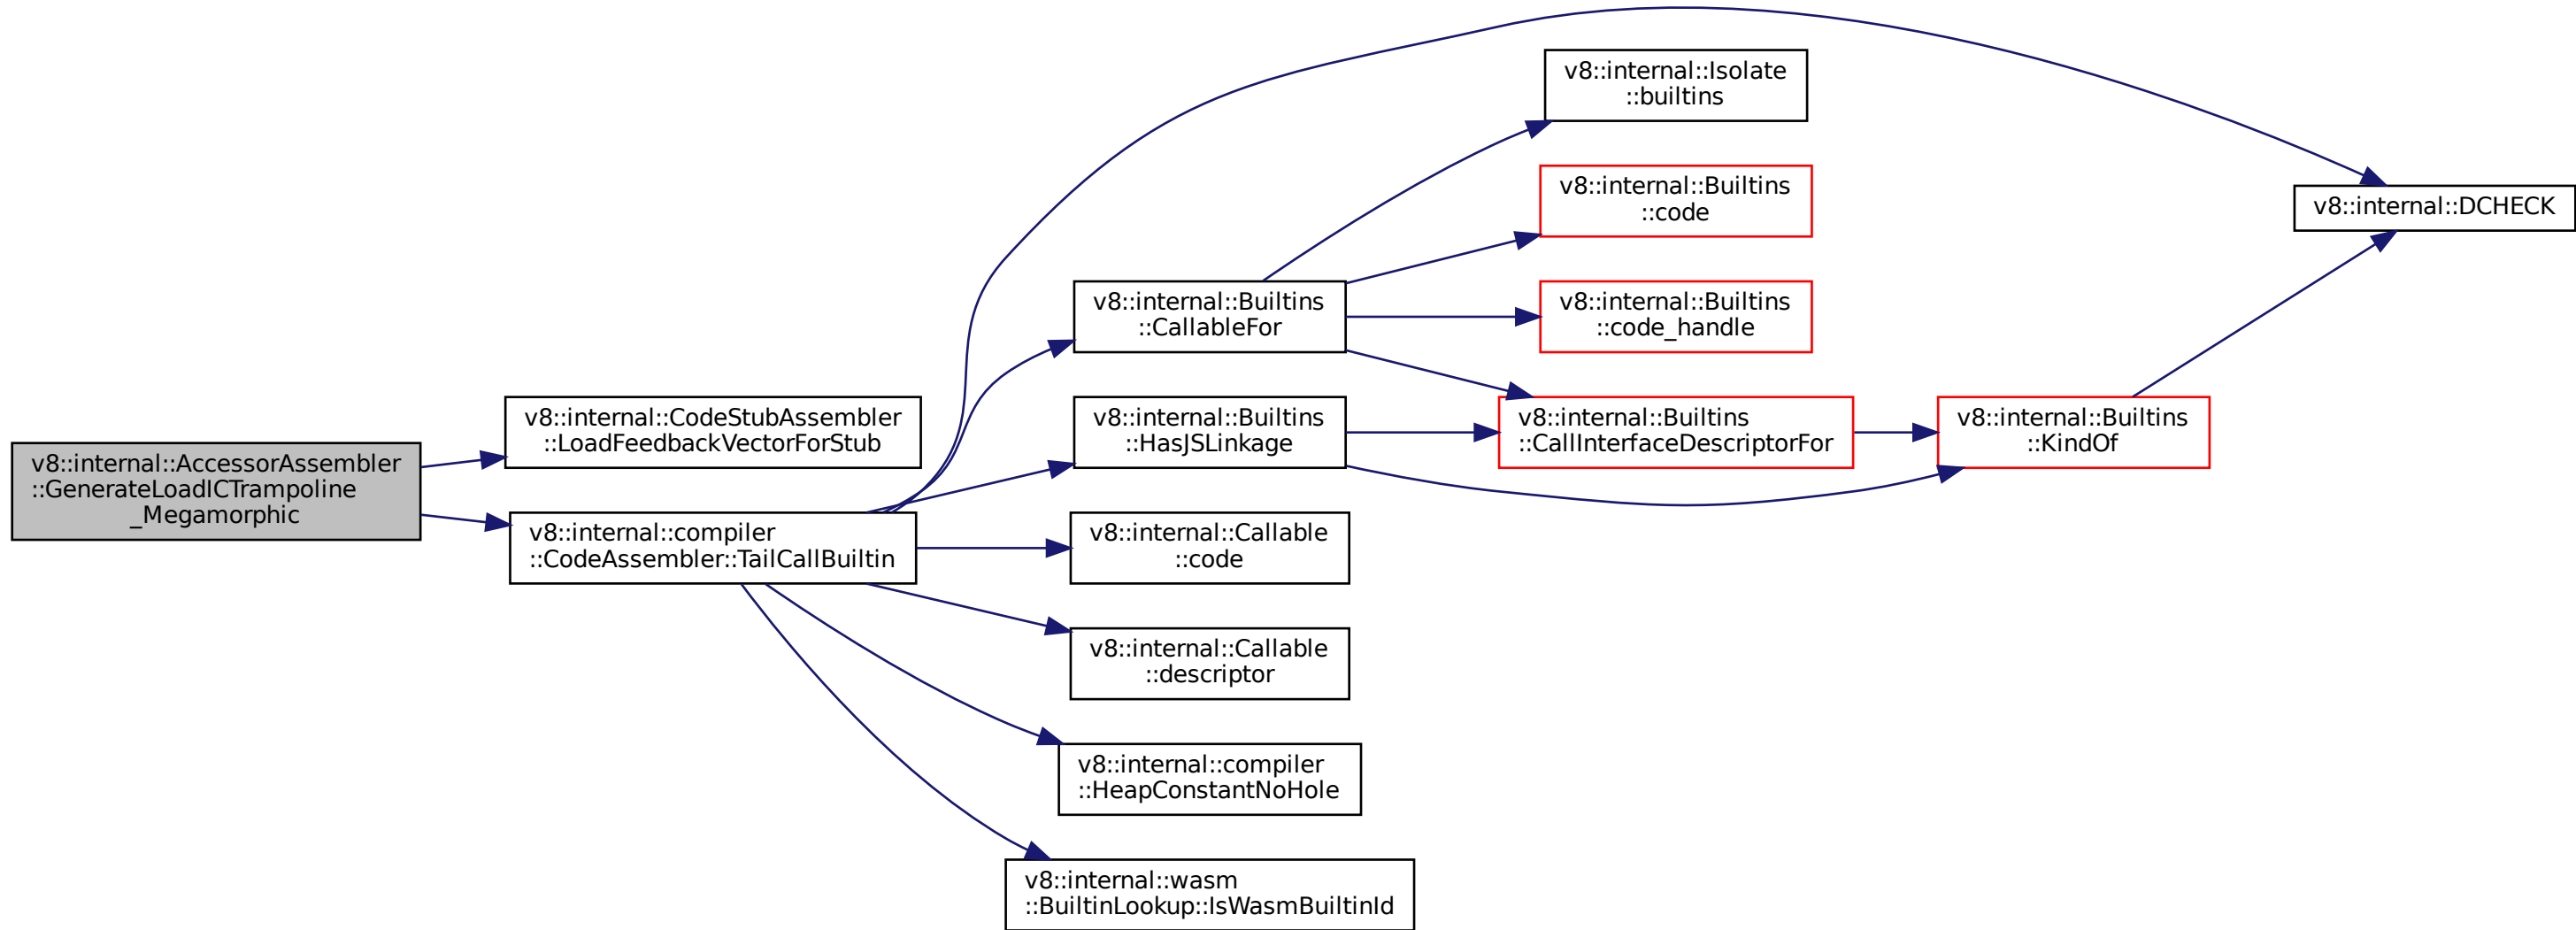 v8::internal::AccessorAssembler
::GenerateLoadICTrampoline
_Megamorphic
v8::internal::CodeStubAssembler
::LoadFeedbackVectorForStub
v8::internal::compiler
::CodeAssembler::TailCallBuiltin
v8::internal::Builtins
::CallableFor
v8::internal::Builtins
::HasJSLinkage
v8::internal::Callable
::code
v8::internal::Callable
::descriptor
v8::internal::compiler
::HeapConstantNoHole
v8::internal::wasm
::BuiltinLookup::IsWasmBuiltinId
v8::internal::Isolate
::builtins
v8::internal::Builtins
::code
v8::internal::Builtins
::code_handle
v8::internal::Builtins
::CallInterfaceDescriptorFor
v8::internal::Builtins
::KindOf
v8::internal::DCHECK